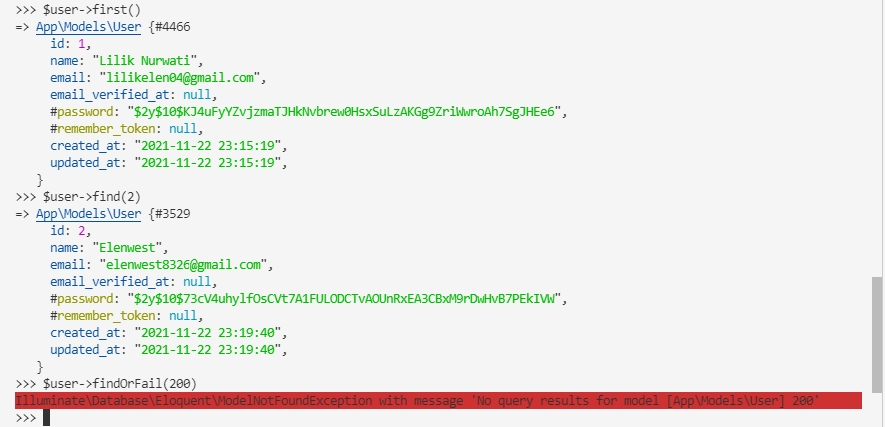 >>> $user->first()
=> App\Models\User {#4466
id: 1,
name: "Lilik Nurwati",
email: "lilikelen04@gmail.com",
email_verified_at: null,
#password: "$2y$10$KJ4uFyYZvjzmaTJHkNvbrew0HsxSuLzAKGg9ZriWwroAh7SgJHEe6",
#remember_token: null,
created_at: "2021-11-22 23:15:19",
updated_at: "2021-11-22 23:15:19",
}
>>> $user->find(2)
=> App\Models\User {#3529
id: 2,
name: "Elenwest",
email: "elenwest8326@gmail.com",
email_verified_at: null,
#password: "$2y$10$73cV4uhylfOsCVt7A1FULODCTvAOUnRxEA3CBxM9rDwHvB7PEkIVW",
#remember_token: null,
created_at: "2021-11-22 23:19:40",
updated_at: "2021-11-22 23:19:40",
}
>>> $user->findOrFail(200)
Illuminate\Database\Eloquent\ModelNotFoundException with message 'No query results for model [App\Models\User] 200'
>>>